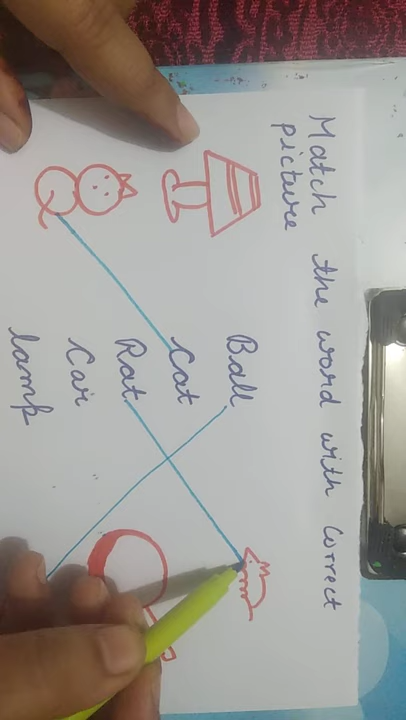 Match the word with correct
picture
Ball
Cat
Rat
Car
lamp